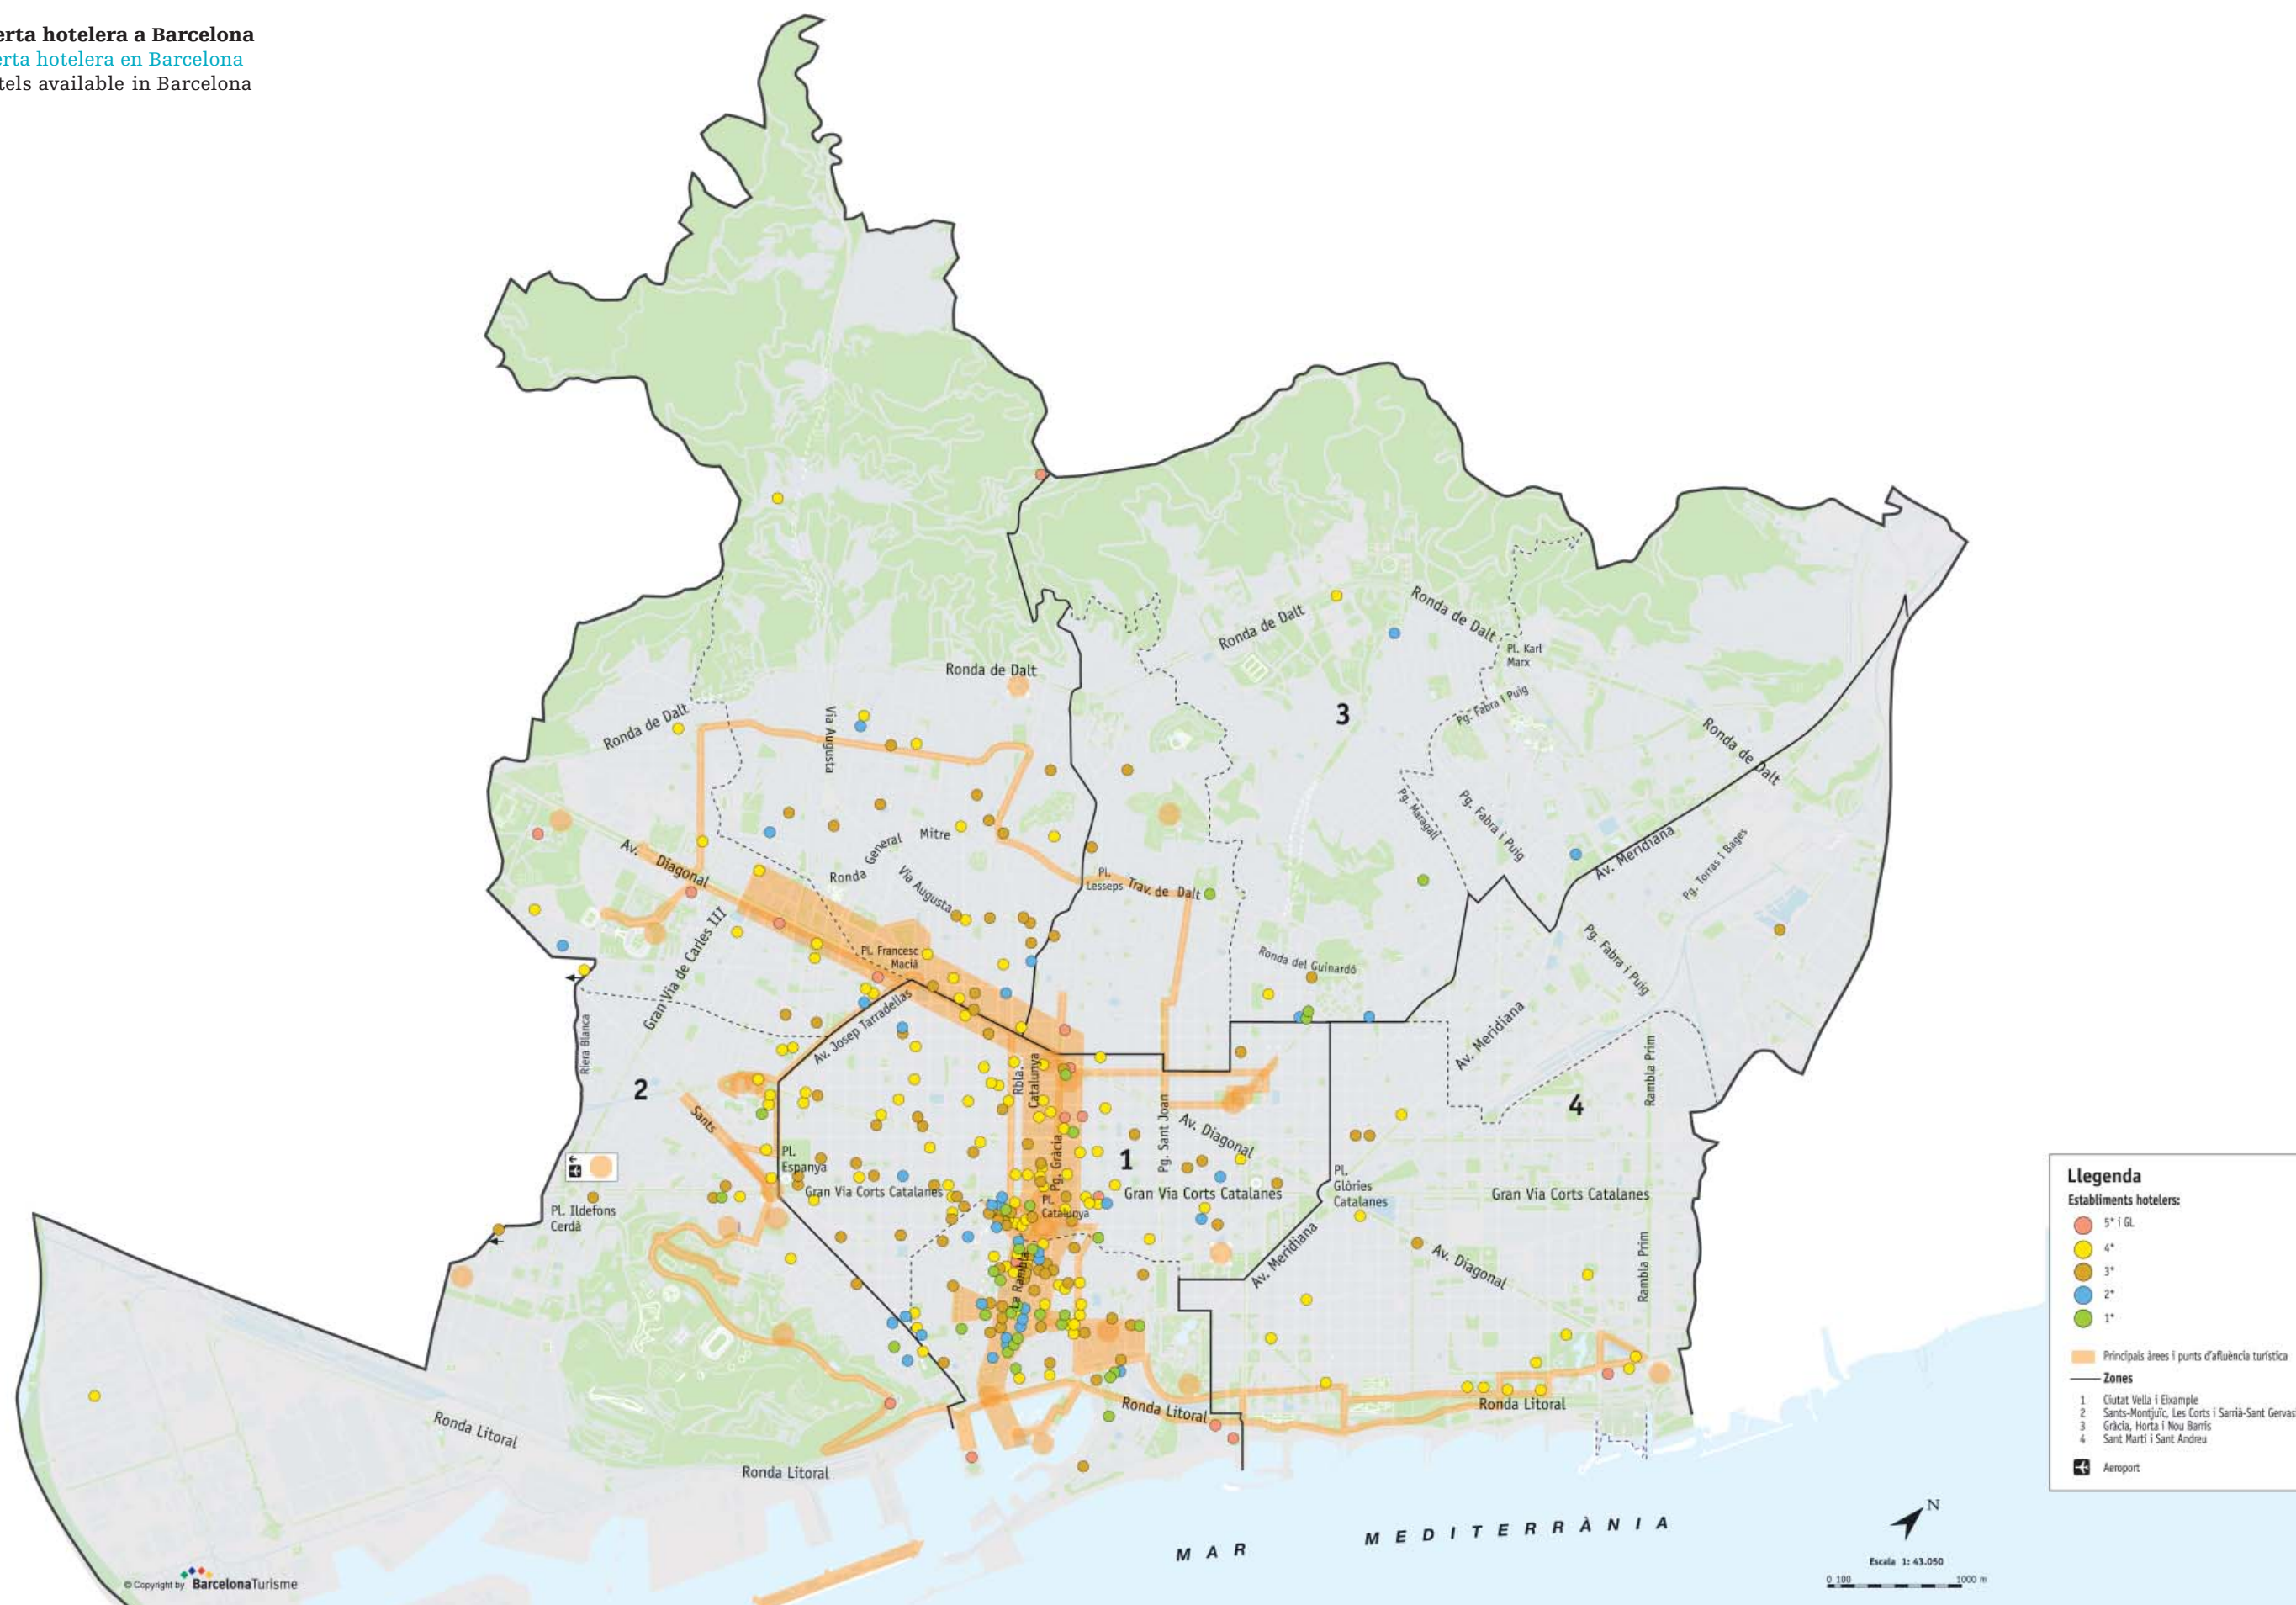 erta hotelera a Barcelona
erta hotelera en Barcelona
tels available in Barcelona
Ronda de Dalt
Ronda de Dalt
Pl. Karl
Marx
Ronda de Dalt
Pg. Fabra i Puig
3
Ronda de Dalt
Via Augusta
Ronda de Dalt
Pg. Maragall
Pg. Fabra i Puig
Av. Meridiana
Pg. Torras i Bages
Av. Diagonal
Ronda General Mitre
Via Augusta
Pl.
Lesseps
Trav. de Dalt
Gran Via de Carles III
Pl. Francesc
Macià
Ronda del Guinardó
Pg. Fabra i Puig
Av. Josep Tarradellas
Riera Blanca
Av. Meridiana
Rambla Prim
2
Sants
Rbla.
Catalunya
Pg. Gràcia
1
Pg. Sant Joan
Av. Diagonal
4
Pl.
Espanya
Gran Via Corts Catalanes
Pl.
Catalunya
Gran Via Corts Catalanes
Pl.
Glòries
Catalanes
Gran Via Corts Catalanes
Pl. Ildefons
Cerdà
La Rambla
Av. Meridiana
Av. Diagonal
Rambla Prim
Ronda Litoral
Ronda Litoral
Ronda Litoral
Ronda Litoral
MAR MEDITERRÀNIA
Llegenda
Establiments hotelers:
5* i GL
4*
3*
2*
1*
Principals àrees i punts d'afluència turística
Zones
1 Ciutat Vella i Eixample
2 Sants-Montjuïc, Les Corts i Sarrià-Sant Gervas
3 Gràcia, Horta i Nou Barris
4 Sant Martí i Sant Andreu
Aeroport
N
Escala 1: 43.050
0 100 1000 m
© Copyright by BarcelonaTurisme